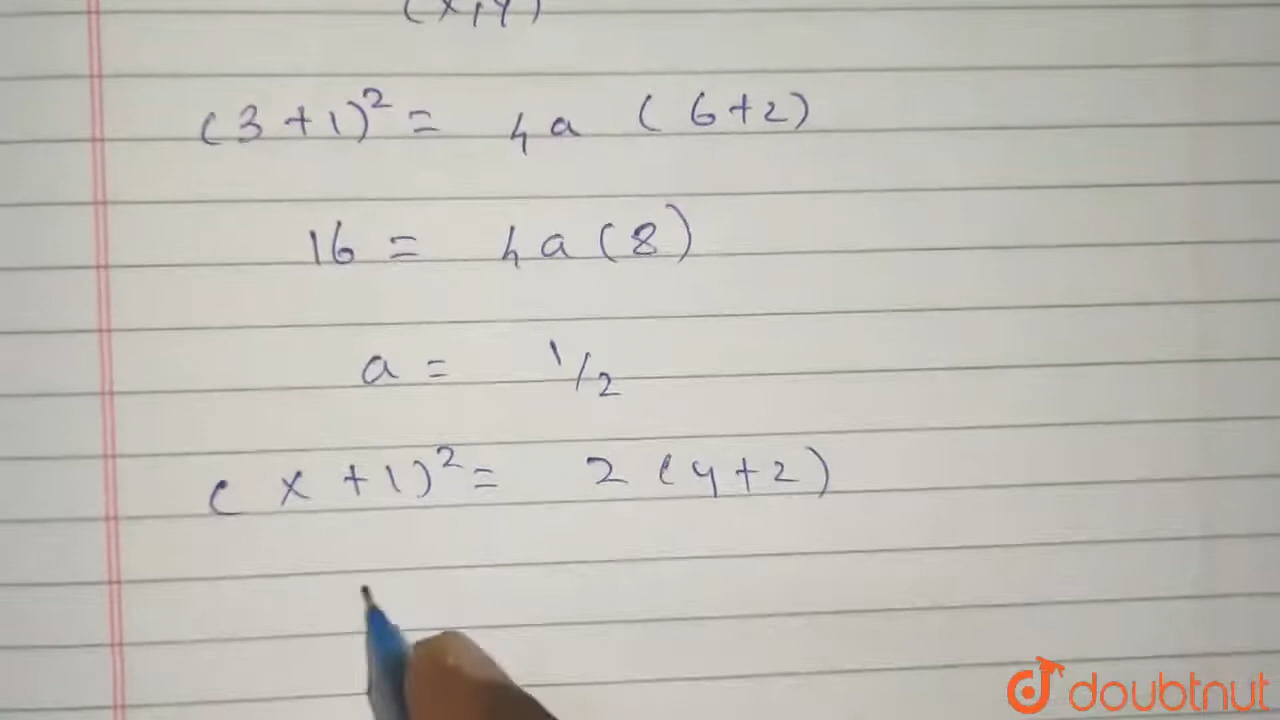 (x,y)
(3+1)² = 4a (6+2)
16 = 4a(8)
a = 1/2
(x+1)² = 2(y+2)
doubtnut